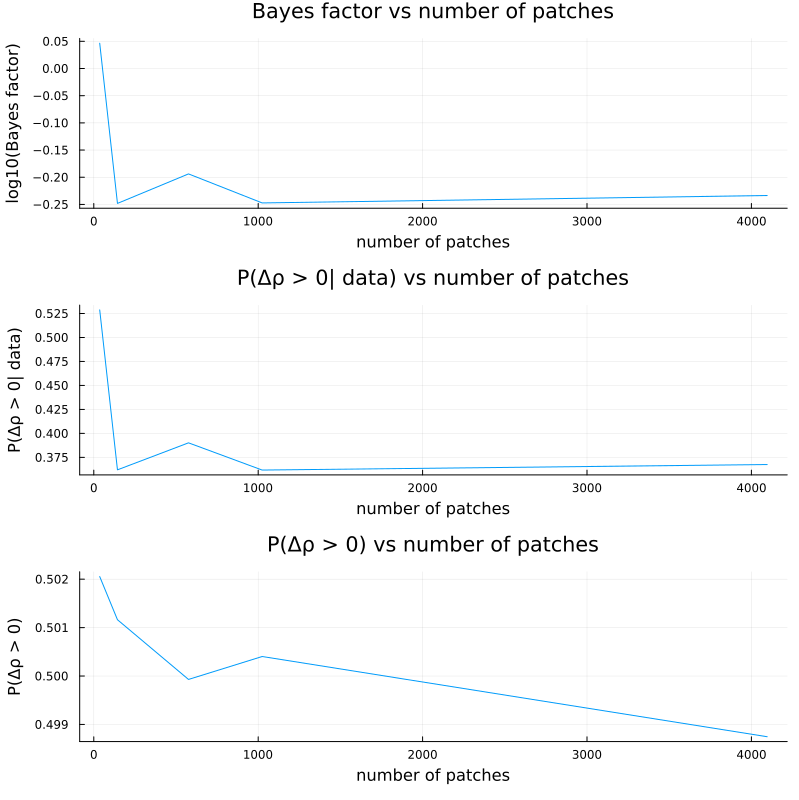 Bayes factor vs number of patches
log10(Bayes factor)
0.05
0.00
−0.05
−0.10
−0.15
−0.20
−0.25
0 1000 2000 3000 4000
number of patches
P(Δρ > 0| data) vs number of patches
P(Δρ > 0| data)
0.525
0.500
0.475
0.450
0.425
0.400
0.375
0 1000 2000 3000 4000
number of patches
P(Δρ > 0) vs number of patches
P(Δρ > 0)
0.502
0.501
0.500
0.499
0 1000 2000 3000 4000
number of patches